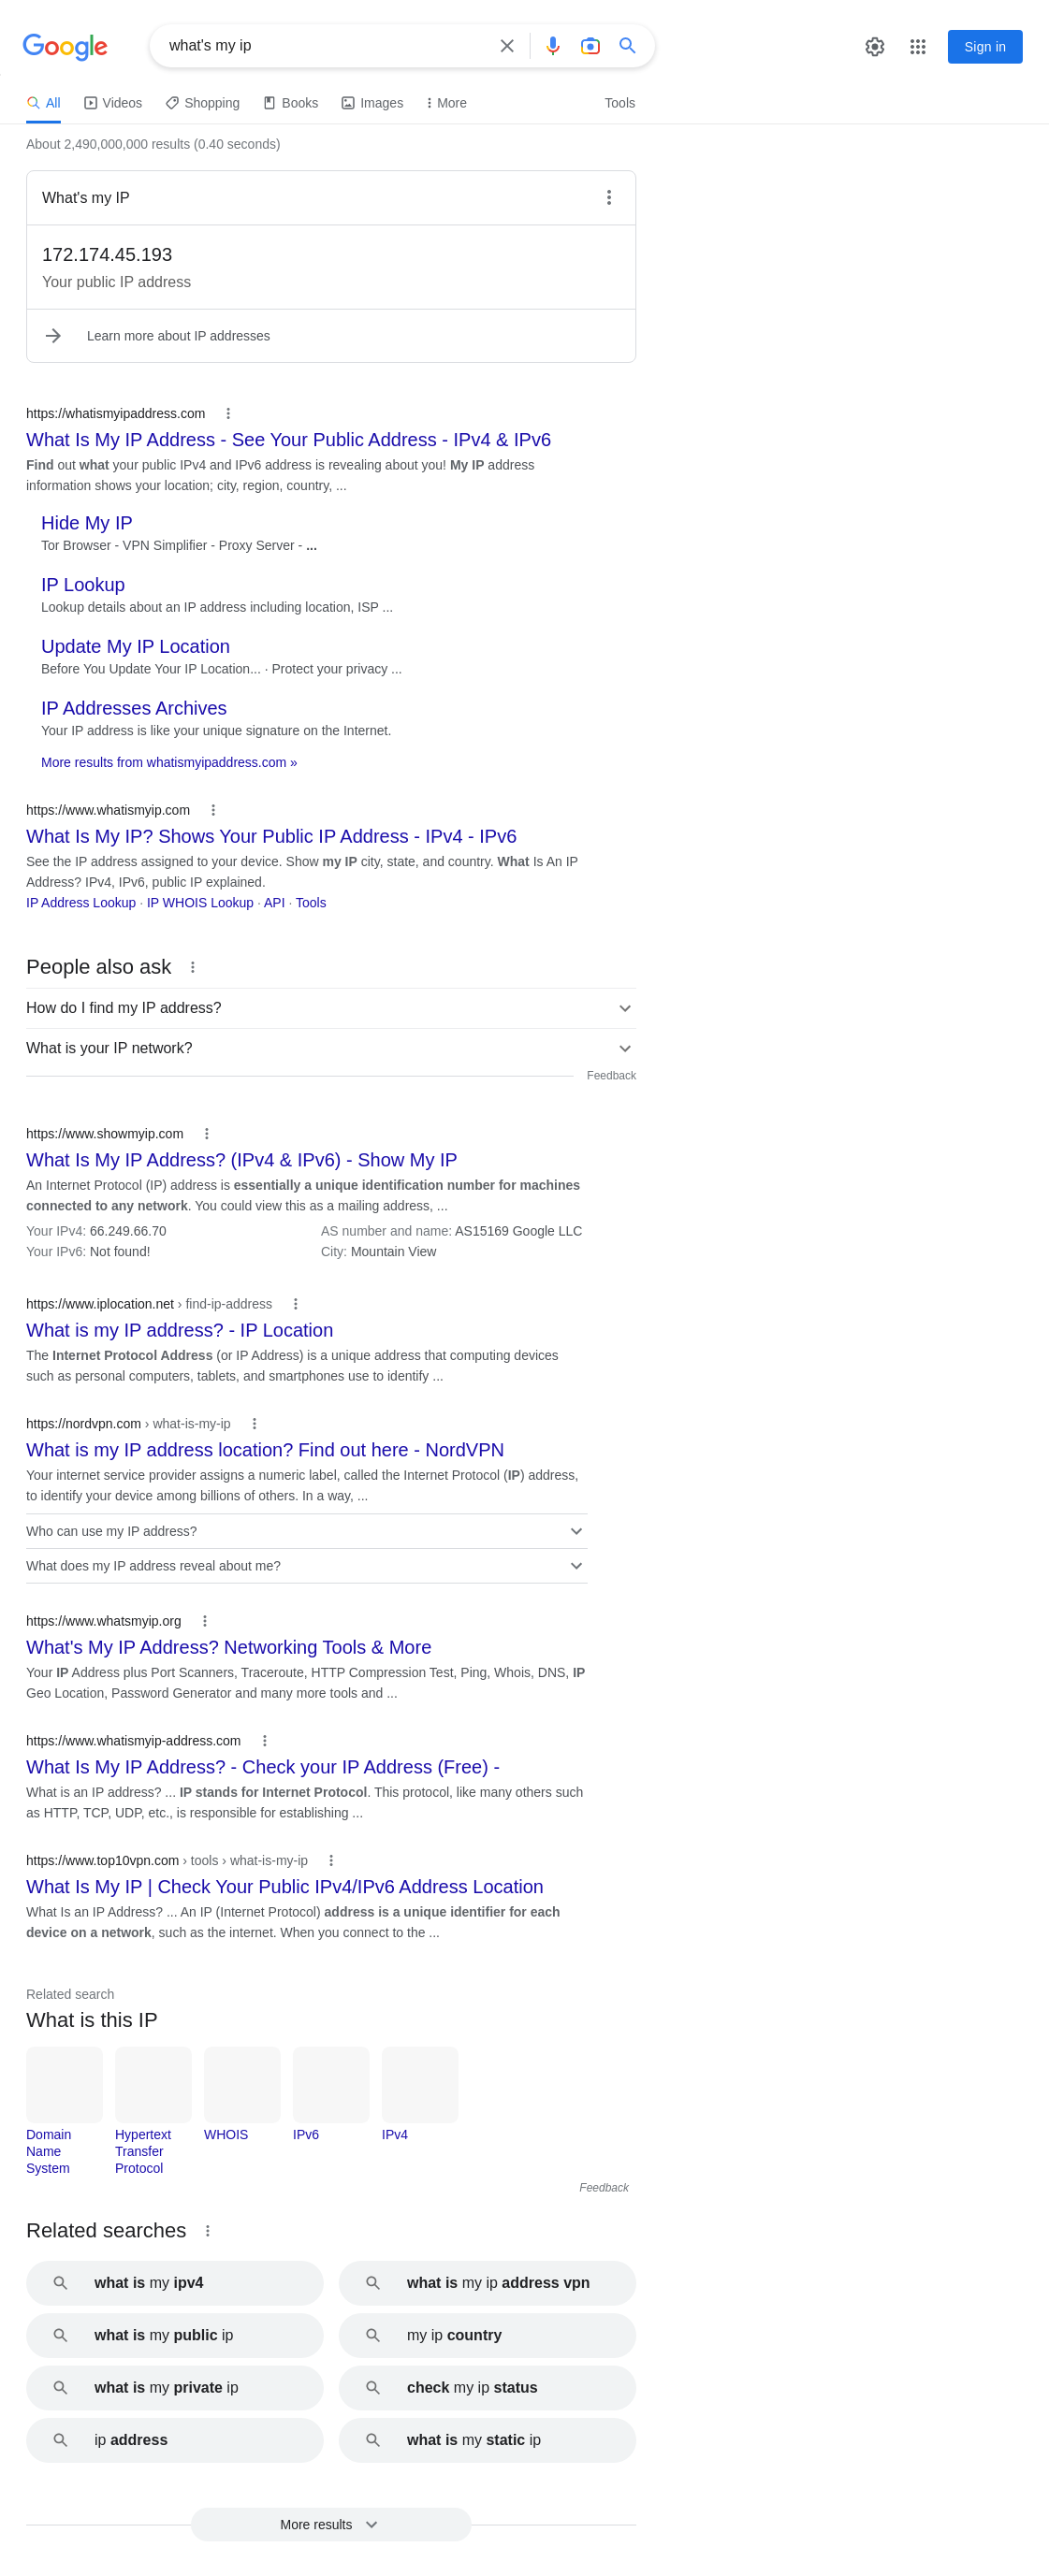 Google
what's my ip
Sign in
All
Videos
Shopping
Books
Images
More
Tools
About 2,490,000,000 results (0.40 seconds)
What's my IP
172.174.45.193
Your public IP address
Learn more about IP addresses
https://whatismyipaddress.com
What Is My IP Address - See Your Public Address - IPv4 & IPv6
Find out what your public IPv4 and IPv6 address is revealing about you! My IP address
information shows your location; city, region, country, ...
Hide My IP
Tor Browser - VPN Simplifier - Proxy Server - ...
IP Lookup
Lookup details about an IP address including location, ISP ...
Update My IP Location
Before You Update Your IP Location... · Protect your privacy ...
IP Addresses Archives
Your IP address is like your unique signature on the Internet.
More results from whatismyipaddress.com »
https://www.whatismyip.com
What Is My IP? Shows Your Public IP Address - IPv4 - IPv6
See the IP address assigned to your device. Show my IP city, state, and country. What Is An IP
Address? IPv4, IPv6, public IP explained.
IP Address Lookup · IP WHOIS Lookup · API · Tools
People also ask
How do I find my IP address?
What is your IP network?
Feedback
https://www.showmyip.com
What Is My IP Address? (IPv4 & IPv6) - Show My IP
An Internet Protocol (IP) address is essentially a unique identification number for machines
connected to any network. You could view this as a mailing address, ...
Your IPv4: 66.249.66.70
AS number and name: AS15169 Google LLC
Your IPv6: Not found!
City: Mountain View
https://www.iplocation.net › find-ip-address
What is my IP address? - IP Location
The Internet Protocol Address (or IP Address) is a unique address that computing devices
such as personal computers, tablets, and smartphones use to identify ...
https://nordvpn.com › what-is-my-ip
What is my IP address location? Find out here - NordVPN
Your internet service provider assigns a numeric label, called the Internet Protocol (IP) address,
to identify your device among billions of others. In a way, ...
Who can use my IP address?
What does my IP address reveal about me?
https://www.whatsmyip.org
What's My IP Address? Networking Tools & More
Your IP Address plus Port Scanners, Traceroute, HTTP Compression Test, Ping, Whois, DNS, IP
Geo Location, Password Generator and many more tools and ...
https://www.whatismyip-address.com
What Is My IP Address? - Check your IP Address (Free) -
What is an IP address? ... IP stands for Internet Protocol. This protocol, like many others such
as HTTP, TCP, UDP, etc., is responsible for establishing ...
https://www.top10vpn.com › tools › what-is-my-ip
What Is My IP | Check Your Public IPv4/IPv6 Address Location
What Is an IP Address? ... An IP (Internet Protocol) address is a unique identifier for each
device on a network, such as the internet. When you connect to the ...
Related search
What is this IP
Domain
Name
System
Hypertext
Transfer
Protocol
WHOIS
IPv6
IPv4
Feedback
Related searches
what is my ipv4
what is my ip address vpn
what is my public ip
my ip country
what is my private ip
check my ip status
ip address
what is my static ip
More results